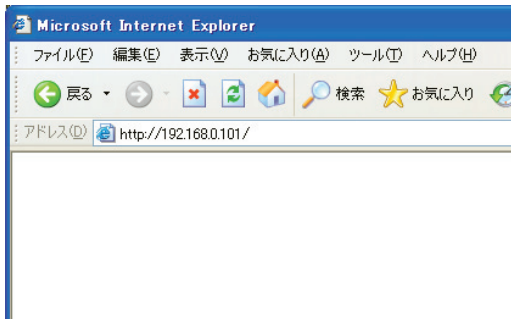 Microsoft Internet Explorer
ファイル(F) 編集(E) 表示(V) お気に入り(A) ツール(T) ヘルプ(H)
戻る 検索 お気に入り
アドレス(D) http://192.168.0.101/